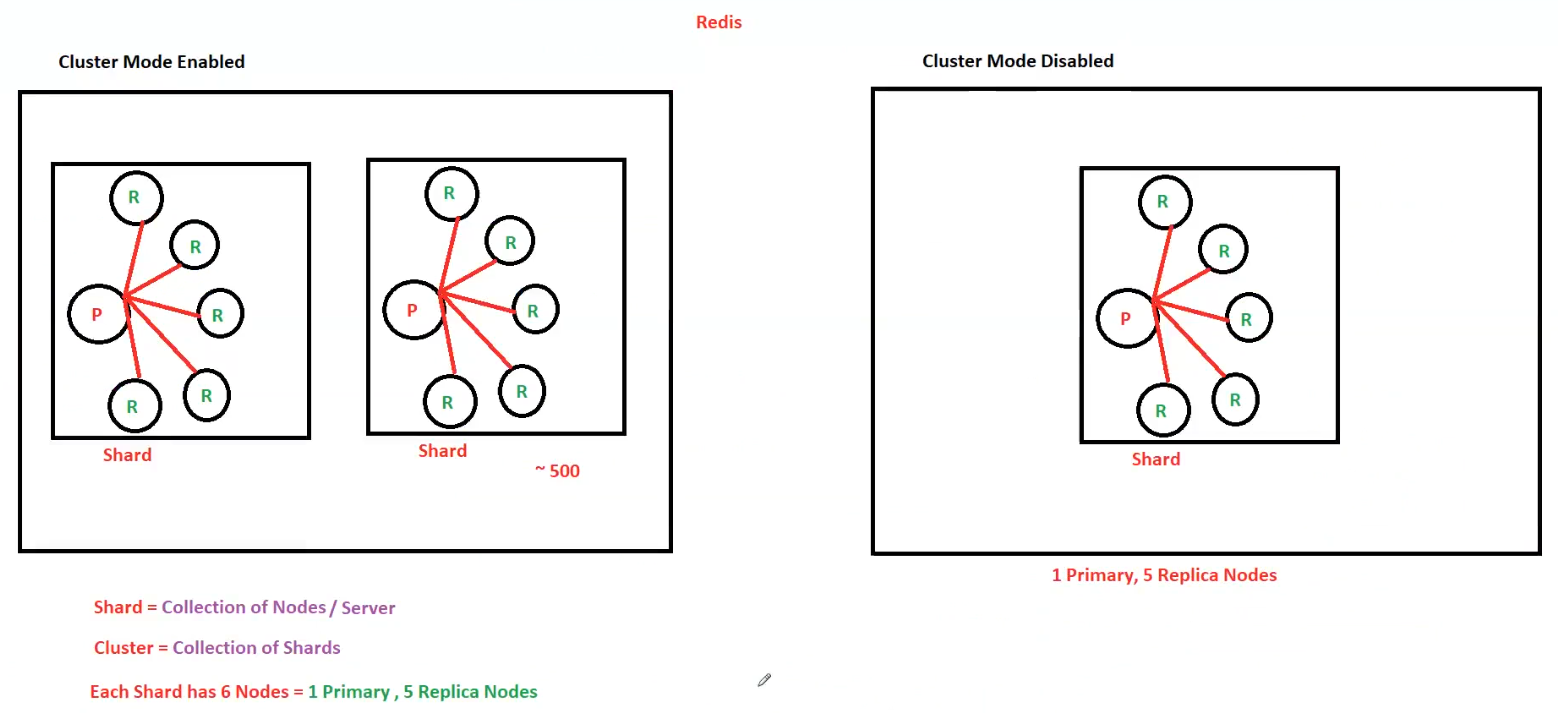 Redis
Cluster Mode Enabled
R
R
P
R
R
R
Shard
R
R
P
R
R
R
Shard
~ 500
Shard = Collection of Nodes / Server
Cluster = Collection of Shards
Each Shard has 6 Nodes = 1 Primary , 5 Replica Nodes
Cluster Mode Disabled
R
R
P
R
R
R
Shard
1 Primary, 5 Replica Nodes